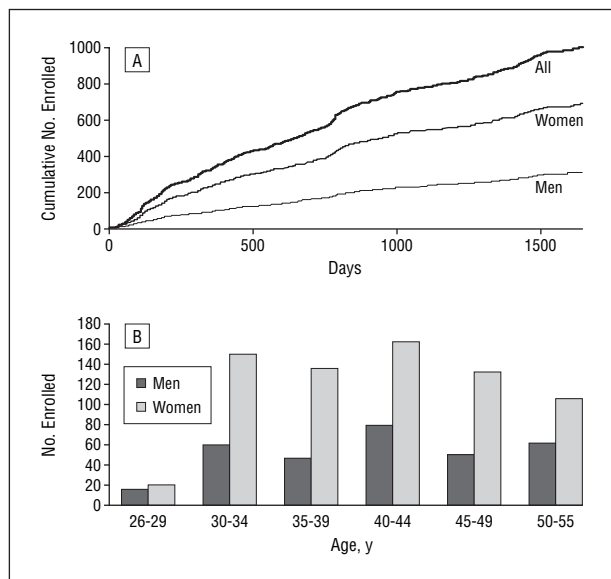 A
1000
800
600
400
200
0
Cumulative No. Enrolled
All
Women
Men
0 500 1000 1500
Days
B
180
160
140
120
100
80
60
40
20
0
No. Enrolled
Men
Women
26-29 30-34 35-39 40-44 45-49 50-55
Age, y